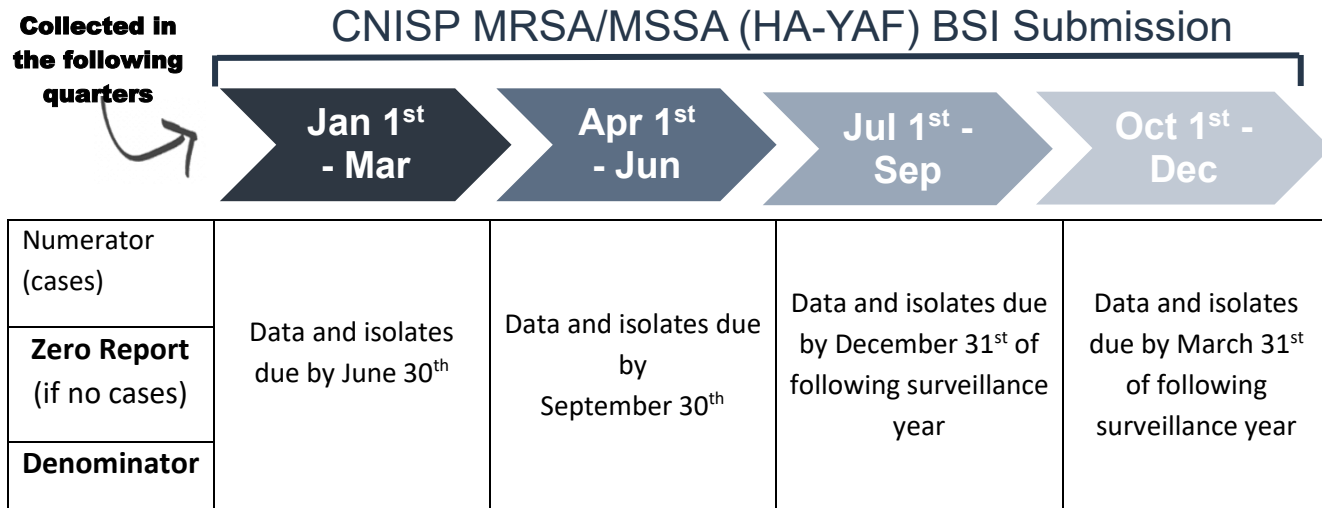 Collected in
the following
quarters
CNISP MRSA/MSSA (HA-YAF) BSI Submission
Jan 1st
- Mar
Apr 1st
- Jun
Jul 1st -
Sep
Oct 1st -
Dec
Numerator
(cases)
Zero Report
(if no cases)
Denominator
Data and isolates
due by June 30th
Data and isolates due
by
September 30th
Data and isolates due
by December 31st of
following surveillance
year
Data and isolates
due by March 31st
of following
surveillance year